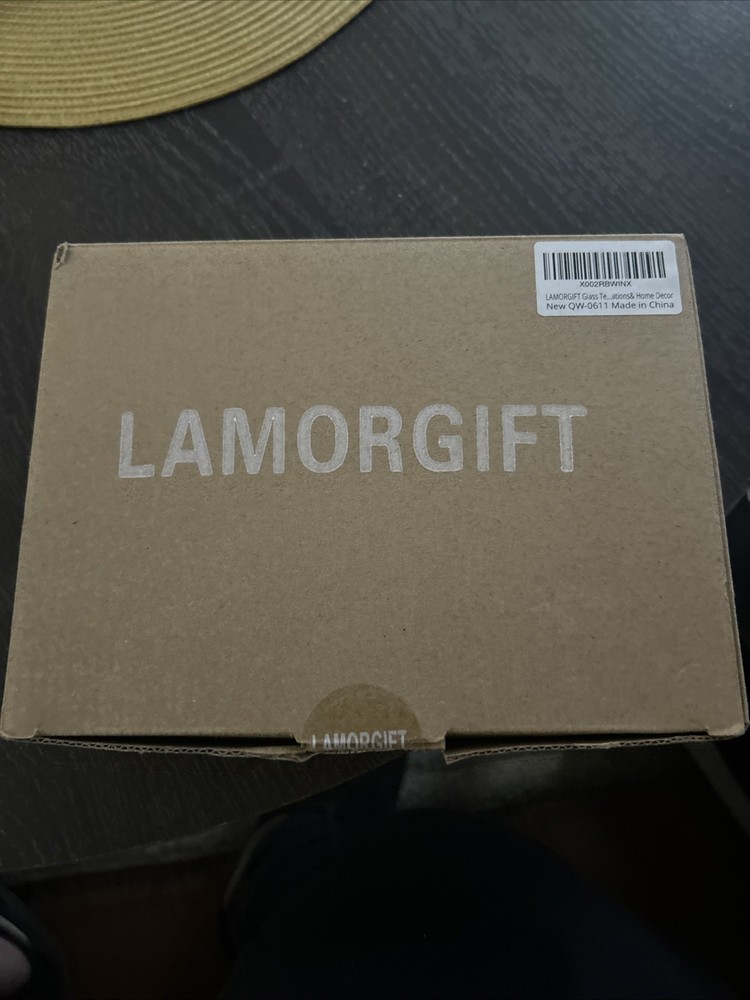 X002RBWINX
LAMORGIFT Glass Te...ations& Home Decor
New QW-0611 Made in China
LAMORGIFT
LAMORGIFT